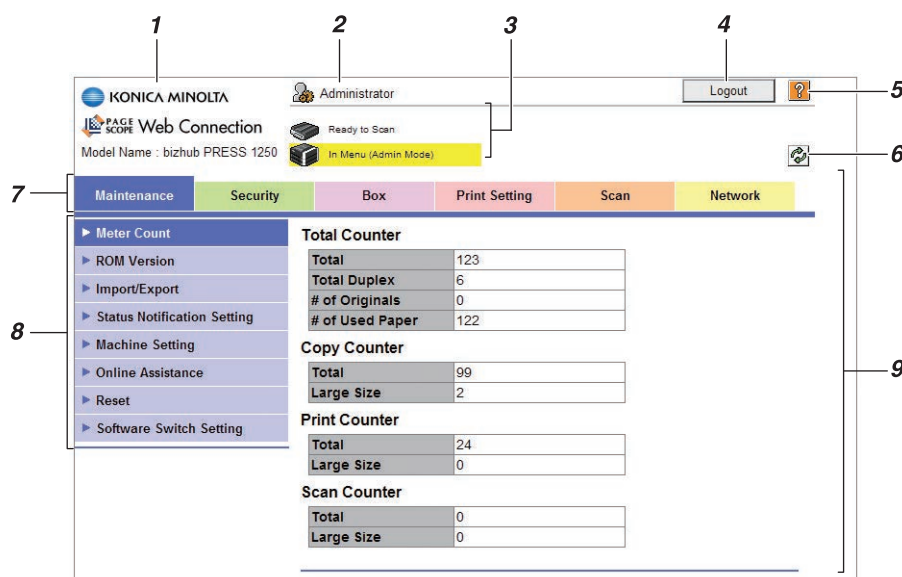 1 2 3 4
KONICA MINOLTA
Administrator
Logout
?
5
PAGE SCOPE Web Connection
Ready to Scan
Model Name : bizhub PRESS 1250
In Menu (Admin Mode)
6
7
Maintenance Security Box Print Setting Scan Network
8
Meter Count
ROM Version
Import/Export
Status Notification Setting
Machine Setting
Online Assistance
Reset
Software Switch Setting
Total Counter
Total 123
Total Duplex 6
# of Originals 0
# of Used Paper 122
Copy Counter
Total 99
Large Size 2
Print Counter
Total 24
Large Size 0
Scan Counter
Total 0
Large Size 0
9